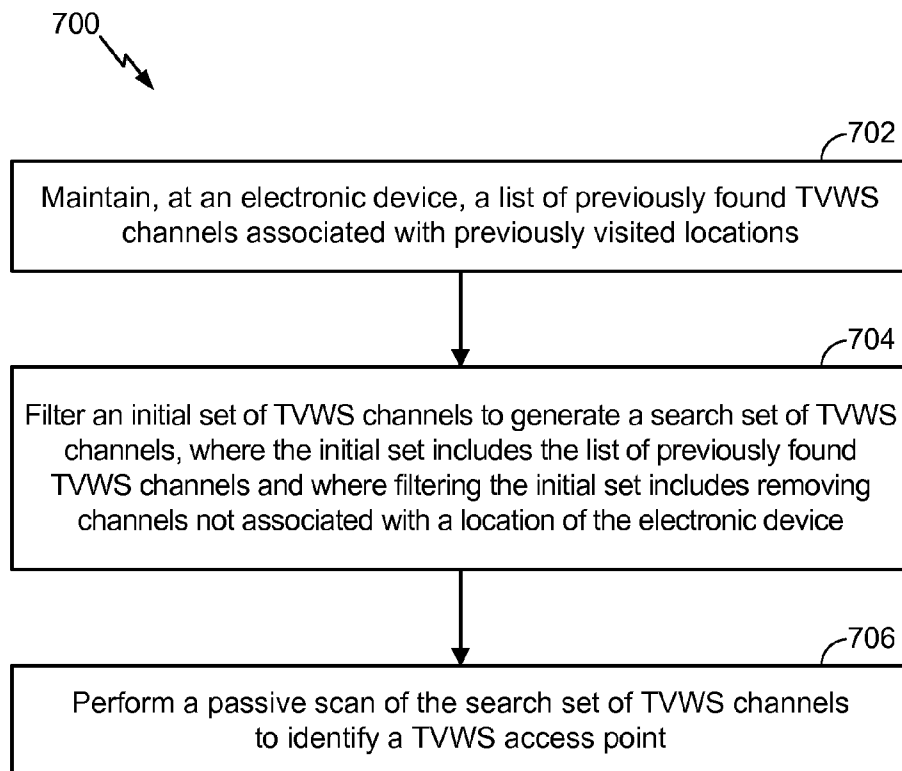 700
702
Maintain, at an electronic device, a list of previously found TVWS
channels associated with previously visited locations
704
Filter an initial set of TVWS channels to generate a search set of TVWS
channels, where the initial set includes the list of previously found
TVWS channels and where filtering the initial set includes removing
channels not associated with a location of the electronic device
706
Perform a passive scan of the search set of TVWS channels
to identify a TVWS access point